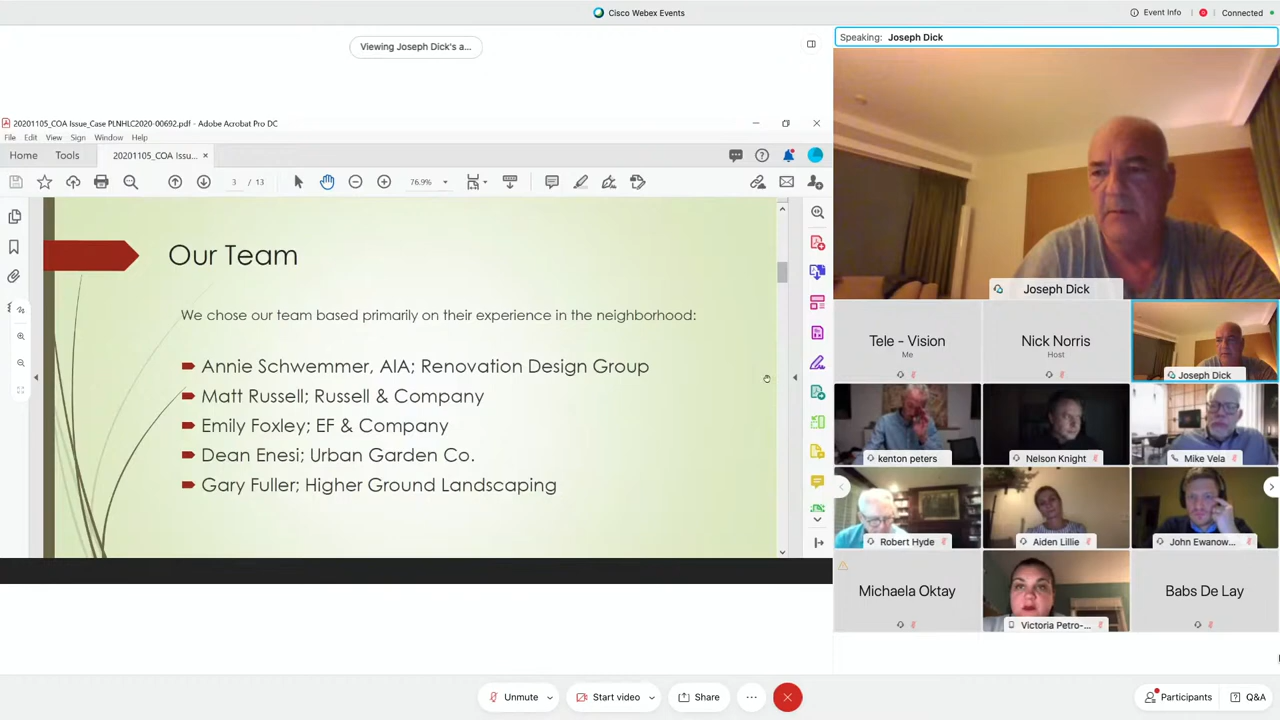 Cisco Webex Events
Event Info
Connected
Viewing Joseph Dick's a...
Speaking: Joseph Dick
20201105_COA Issue_Case PLNHLC2020-00692.pdf - Adobe Acrobat Pro DC
File Edit View Sign Window Help
Home Tools 20201105_COA Issu... ×
3 / 13 76.9%
Our Team
We chose our team based primarily on their experience in the neighborhood:
Annie Schwemmer, AIA; Renovation Design Group
Matt Russell; Russell & Company
Emily Foxley; EF & Company
Dean Enesi; Urban Garden Co.
Gary Fuller; Higher Ground Landscaping
Joseph Dick
Tele - Vision
Me
Nick Norris
Host
Joseph Dick
kenton peters
Nelson Knight
Mike Vela
Robert Hyde
Aiden Lillie
John Ewanow...
Michaela Oktay
Victoria Petro-...
Babs De Lay
Unmute
Start video
Share
Participants
Q&A